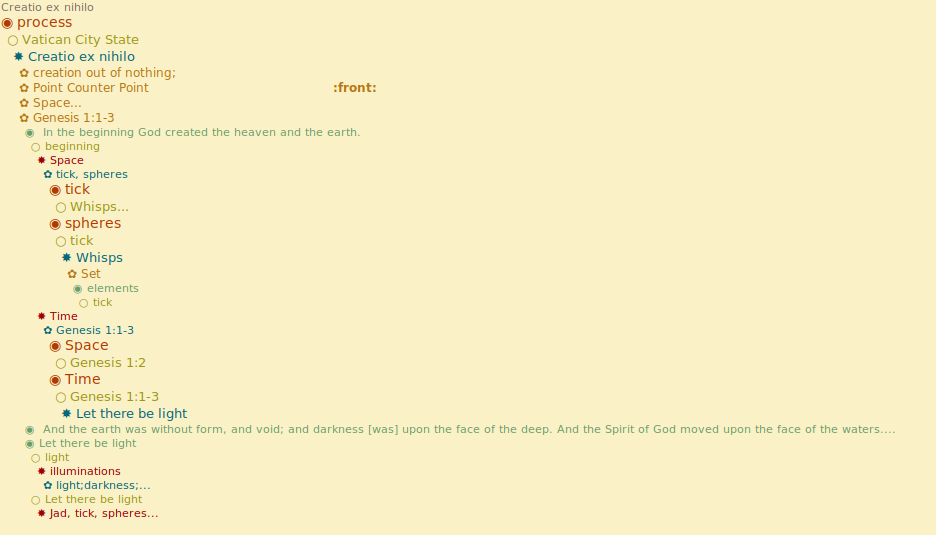 Creatio ex nihilo
process
Vatican City State
Creatio ex nihilo
creation out of nothing;
Point Counter Point :front:
Space...
Genesis 1:1-3
In the beginning God created the heaven and the earth.
beginning
Space
tick, spheres
tick
Whisps...
spheres
tick
Whisps
Set
elements
tick
Time
Genesis 1:1-3
Space
Genesis 1:2
Time
Genesis 1:1-3
Let there be light
And the earth was without form, and void; and darkness [was] upon the face of the deep. And the Spirit of God moved upon the face of the waters....
Let there be light
light
illuminations
light;darkness;...
Let there be light
Jad, tick, spheres...